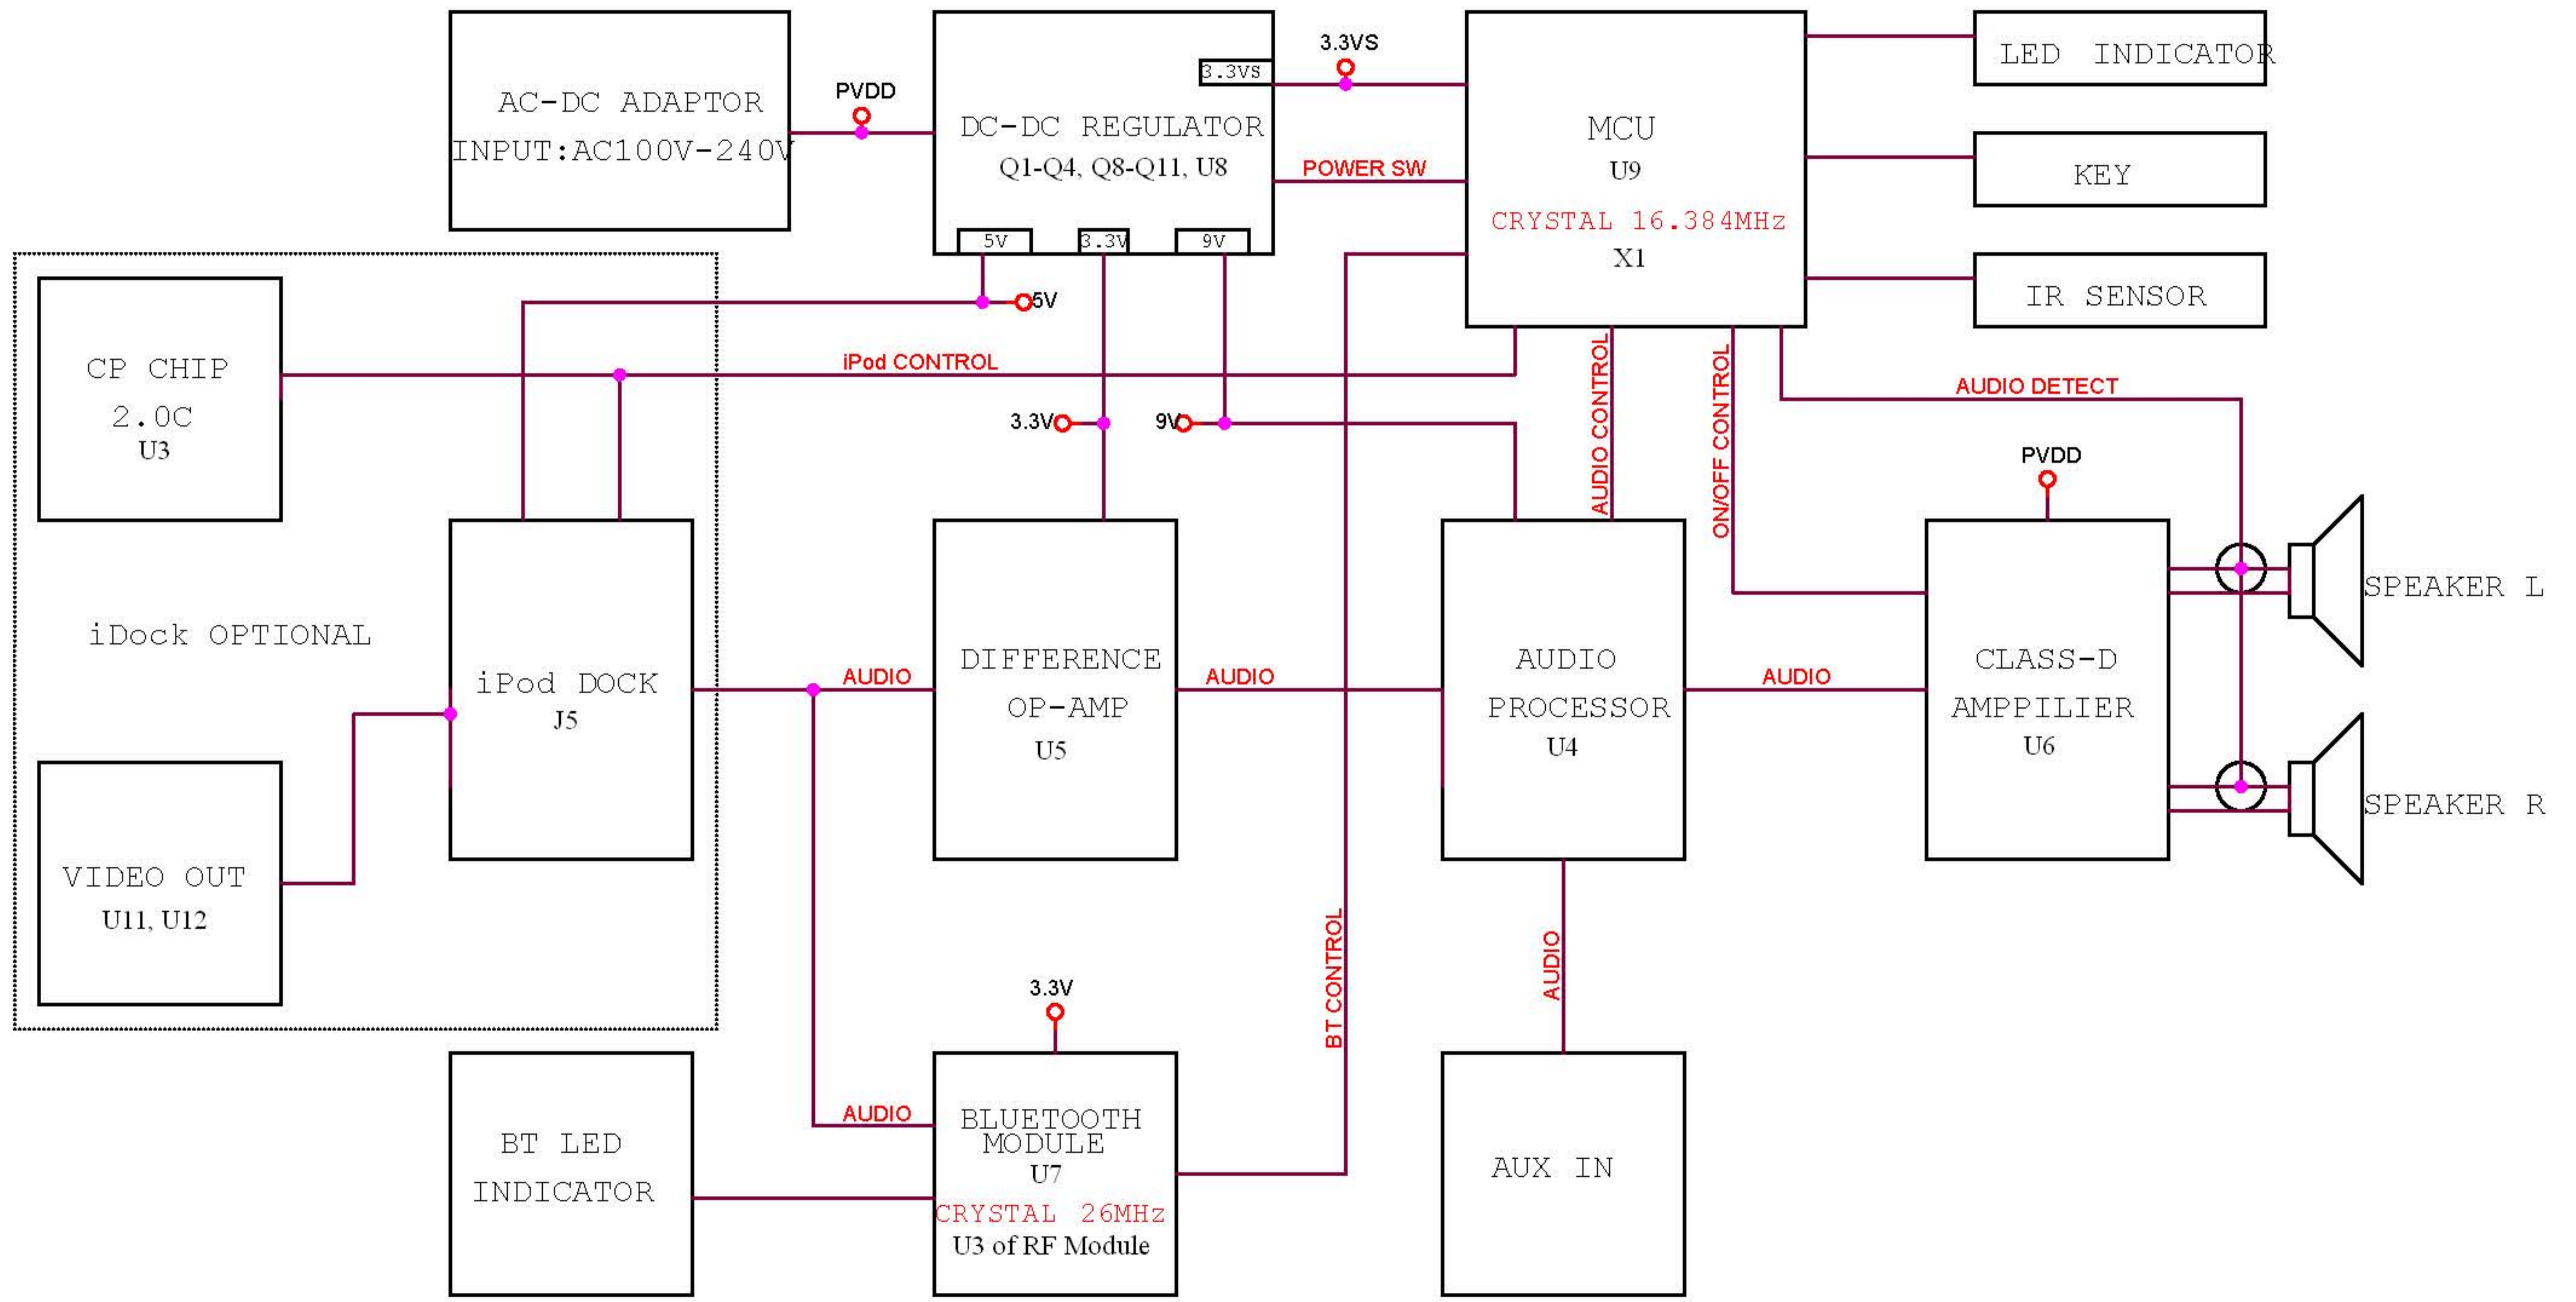 AC-DC ADAPTOR
INPUT:AC100V-240V
PVDD
3.3VS
DC-DC REGULATOR
Q1-Q4, Q8-Q11, U8
5V
3.3V
9V
3.3VS
POWER SW
MCU
U9
CRYSTAL 16.384MHz
X1
LED INDICATOR
KEY
IR SENSOR
CP CHIP
2.0C
U3
5V
iPod CONTROL
3.3V
9V
AUDIO CONTROL
ON/OFF CONTROL
AUDIO DETECT
PVDD
iDock OPTIONAL
iPod DOCK
J5
AUDIO
DIFFERENCE
OP-AMP
U5
AUDIO
AUDIO
PROCESSOR
U4
AUDIO
CLASS-D
AMPPILIER
U6
SPEAKER L
SPEAKER R
VIDEO OUT
U11, U12
BT CONTROL
AUDIO
3.3V
BT LED
INDICATOR
AUDIO
BLUETOOTH
MODULE
U7
CRYSTAL 26MHz
U3 of RF Module
AUX IN